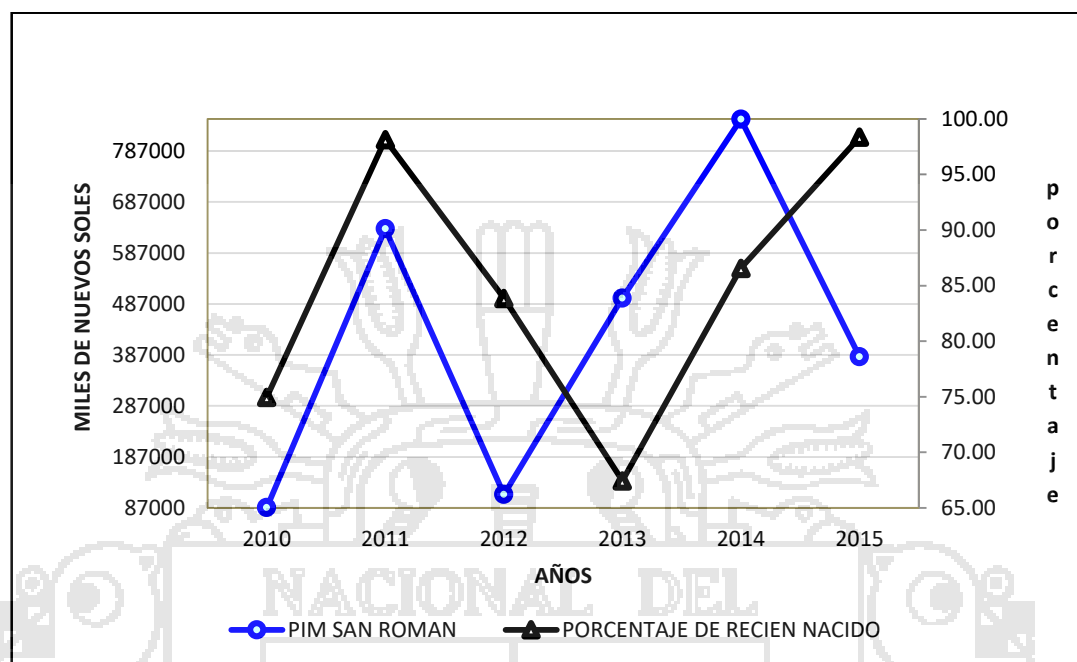 MILES DE NUEVOS SOLES
787000
687000
587000
487000
387000
287000
187000
87000
100.00
95.00
90.00
85.00
80.00
75.00
70.00
65.00
porcentaje
2010 2011 2012 2013 2014 2015
AÑOS
NACIONAL DEL
PIM SAN ROMAN PORCENTAJE DE RECIEN NACIDO